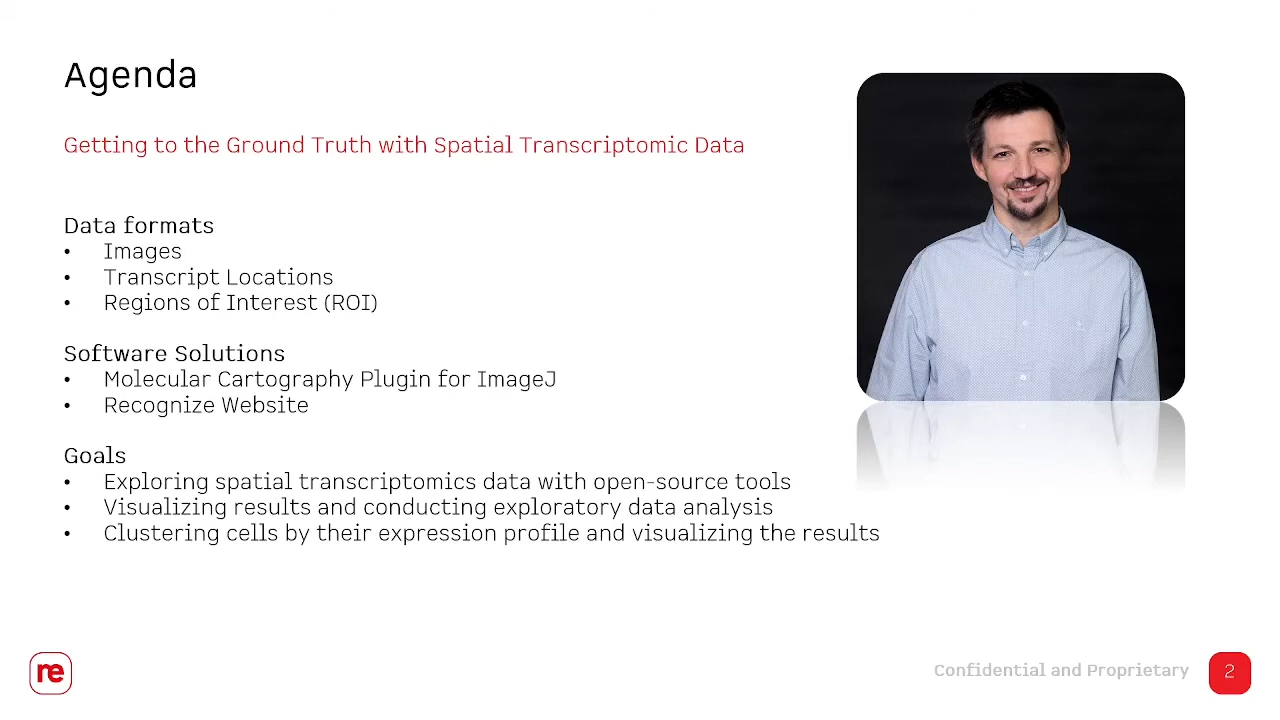 Agenda
Getting to the Ground Truth with Spatial Transcriptomic Data
Data formats
• Images
• Transcript Locations
• Regions of Interest (ROI)
Software Solutions
• Molecular Cartography Plugin for ImageJ
• Recognize Website
Goals
• Exploring spatial transcriptomics data with open-source tools
• Visualizing results and conducting exploratory data analysis
• Clustering cells by their expression profile and visualizing the results
re
Confidential and Proprietary
2